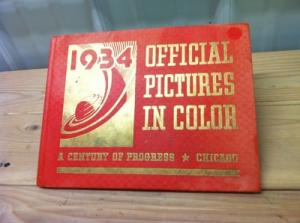 1934
OFFICIAL
PICTURES
IN COLOR
A CENTURY OF PROGRESS ★ CHICAGO